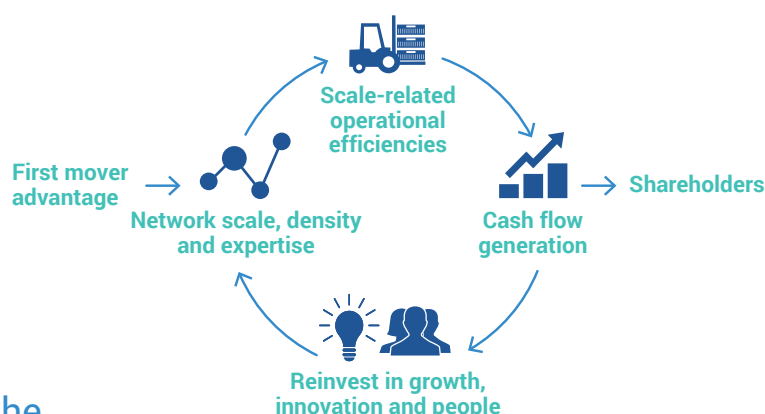 Scale-related
operational
efficiencies
First mover
advantage
Shareholders
Network scale, density
and expertise
Cash flow
generation
Reinvest in growth,
innovation and people
he